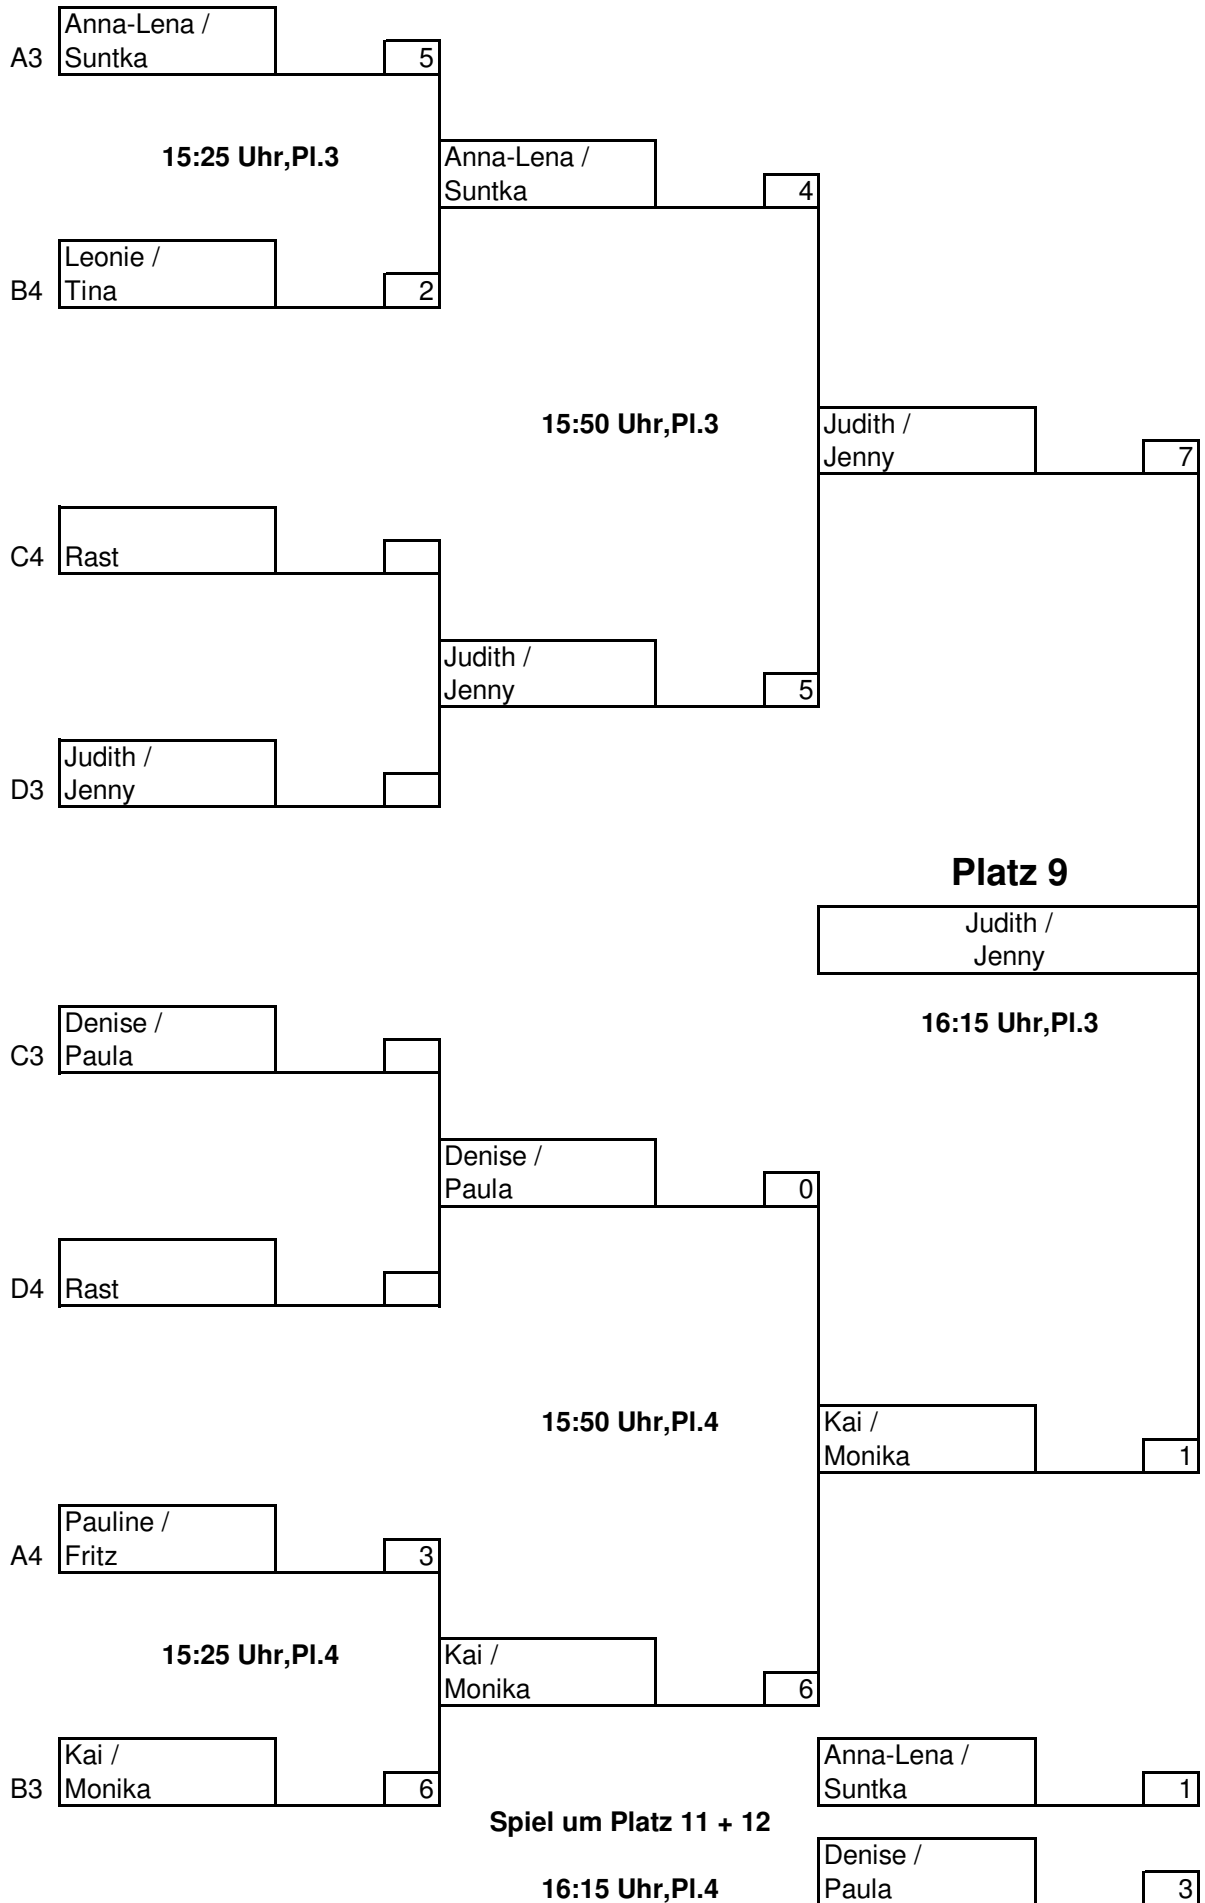 Anna-Lena /
A3 Suntka 5
15:25 Uhr,Pl.3
Anna-Lena /
Suntka 4
Leonie /
B4 Tina 2
15:50 Uhr,Pl.3
Judith /
Jenny 7
C4 Rast
Judith /
Jenny 5
Judith /
D3 Jenny
Platz 9
Judith /
Jenny
16:15 Uhr,Pl.3
Denise /
C3 Paula
Denise /
Paula 0
D4 Rast
15:50 Uhr,Pl.4
Kai /
Monika 1
Pauline /
A4 Fritz 3
15:25 Uhr,Pl.4
Kai /
Monika 6
Kai /
B3 Monika 6
Anna-Lena /
Suntka 1
Spiel um Platz 11 + 12
Denise /
16:15 Uhr,Pl.4
Paula 3